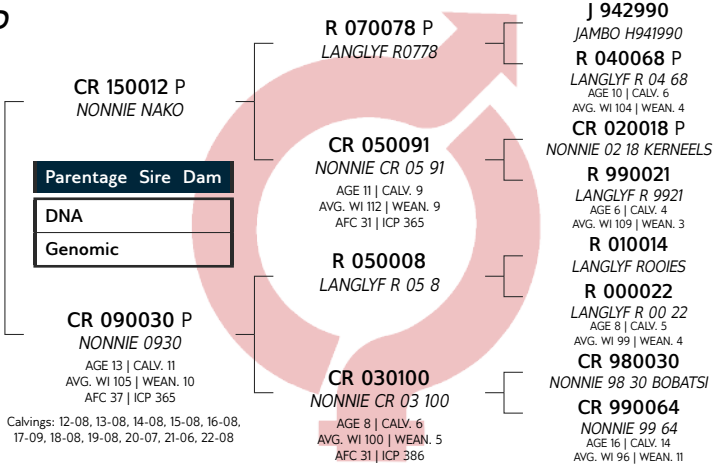 CR 150012 P
NONNIE NAKO
Parentage Sire Dam
DNA
Genomic
CR 090030 P
NONNIE 0930
AGE 13 | CALV. 11
AVG. WI 105 | WEAN. 10
AFC 37 | ICP 365
Calvings: 12-08, 13-08, 14-08, 15-08, 16-08,
17-09, 18-08, 19-08, 20-07, 21-06, 22-08
R 070078 P
LANGLYF R0778
CR 050091
NONNIE CR 05 91
AGE 11 | CALV. 9
AVG. WI 112 | WEAN. 9
AFC 31 | ICP 365
R 050008
LANGLYF R 05 8
CR 030100
NONNIE CR 03 100
AGE 8 | CALV. 6
AVG. WI 100 | WEAN. 5
AFC 31 | ICP 386
J 942990
JAMBO H941990
R 040068 P
LANGLYF R 04 68
AGE 10 | CALV. 6
AVG. WI 104 | WEAN. 4
CR 020018 P
NONNIE 02 18 KERNEELS
R 990021
LANGLYF R 9921
AGE 6 | CALV. 4
AVG. WI 109 | WEAN. 3
R 010014
LANGLYF ROOIES
R 000022
LANGLYF R 00 22
AGE 8 | CALV. 5
AVG. WI 99 | WEAN. 4
CR 980030
NONNIE 98 30 BOBATSI
CR 990064
NONNIE 99 64
AGE 16 | CALV. 14
AVG. WI 96 | WEAN. 11